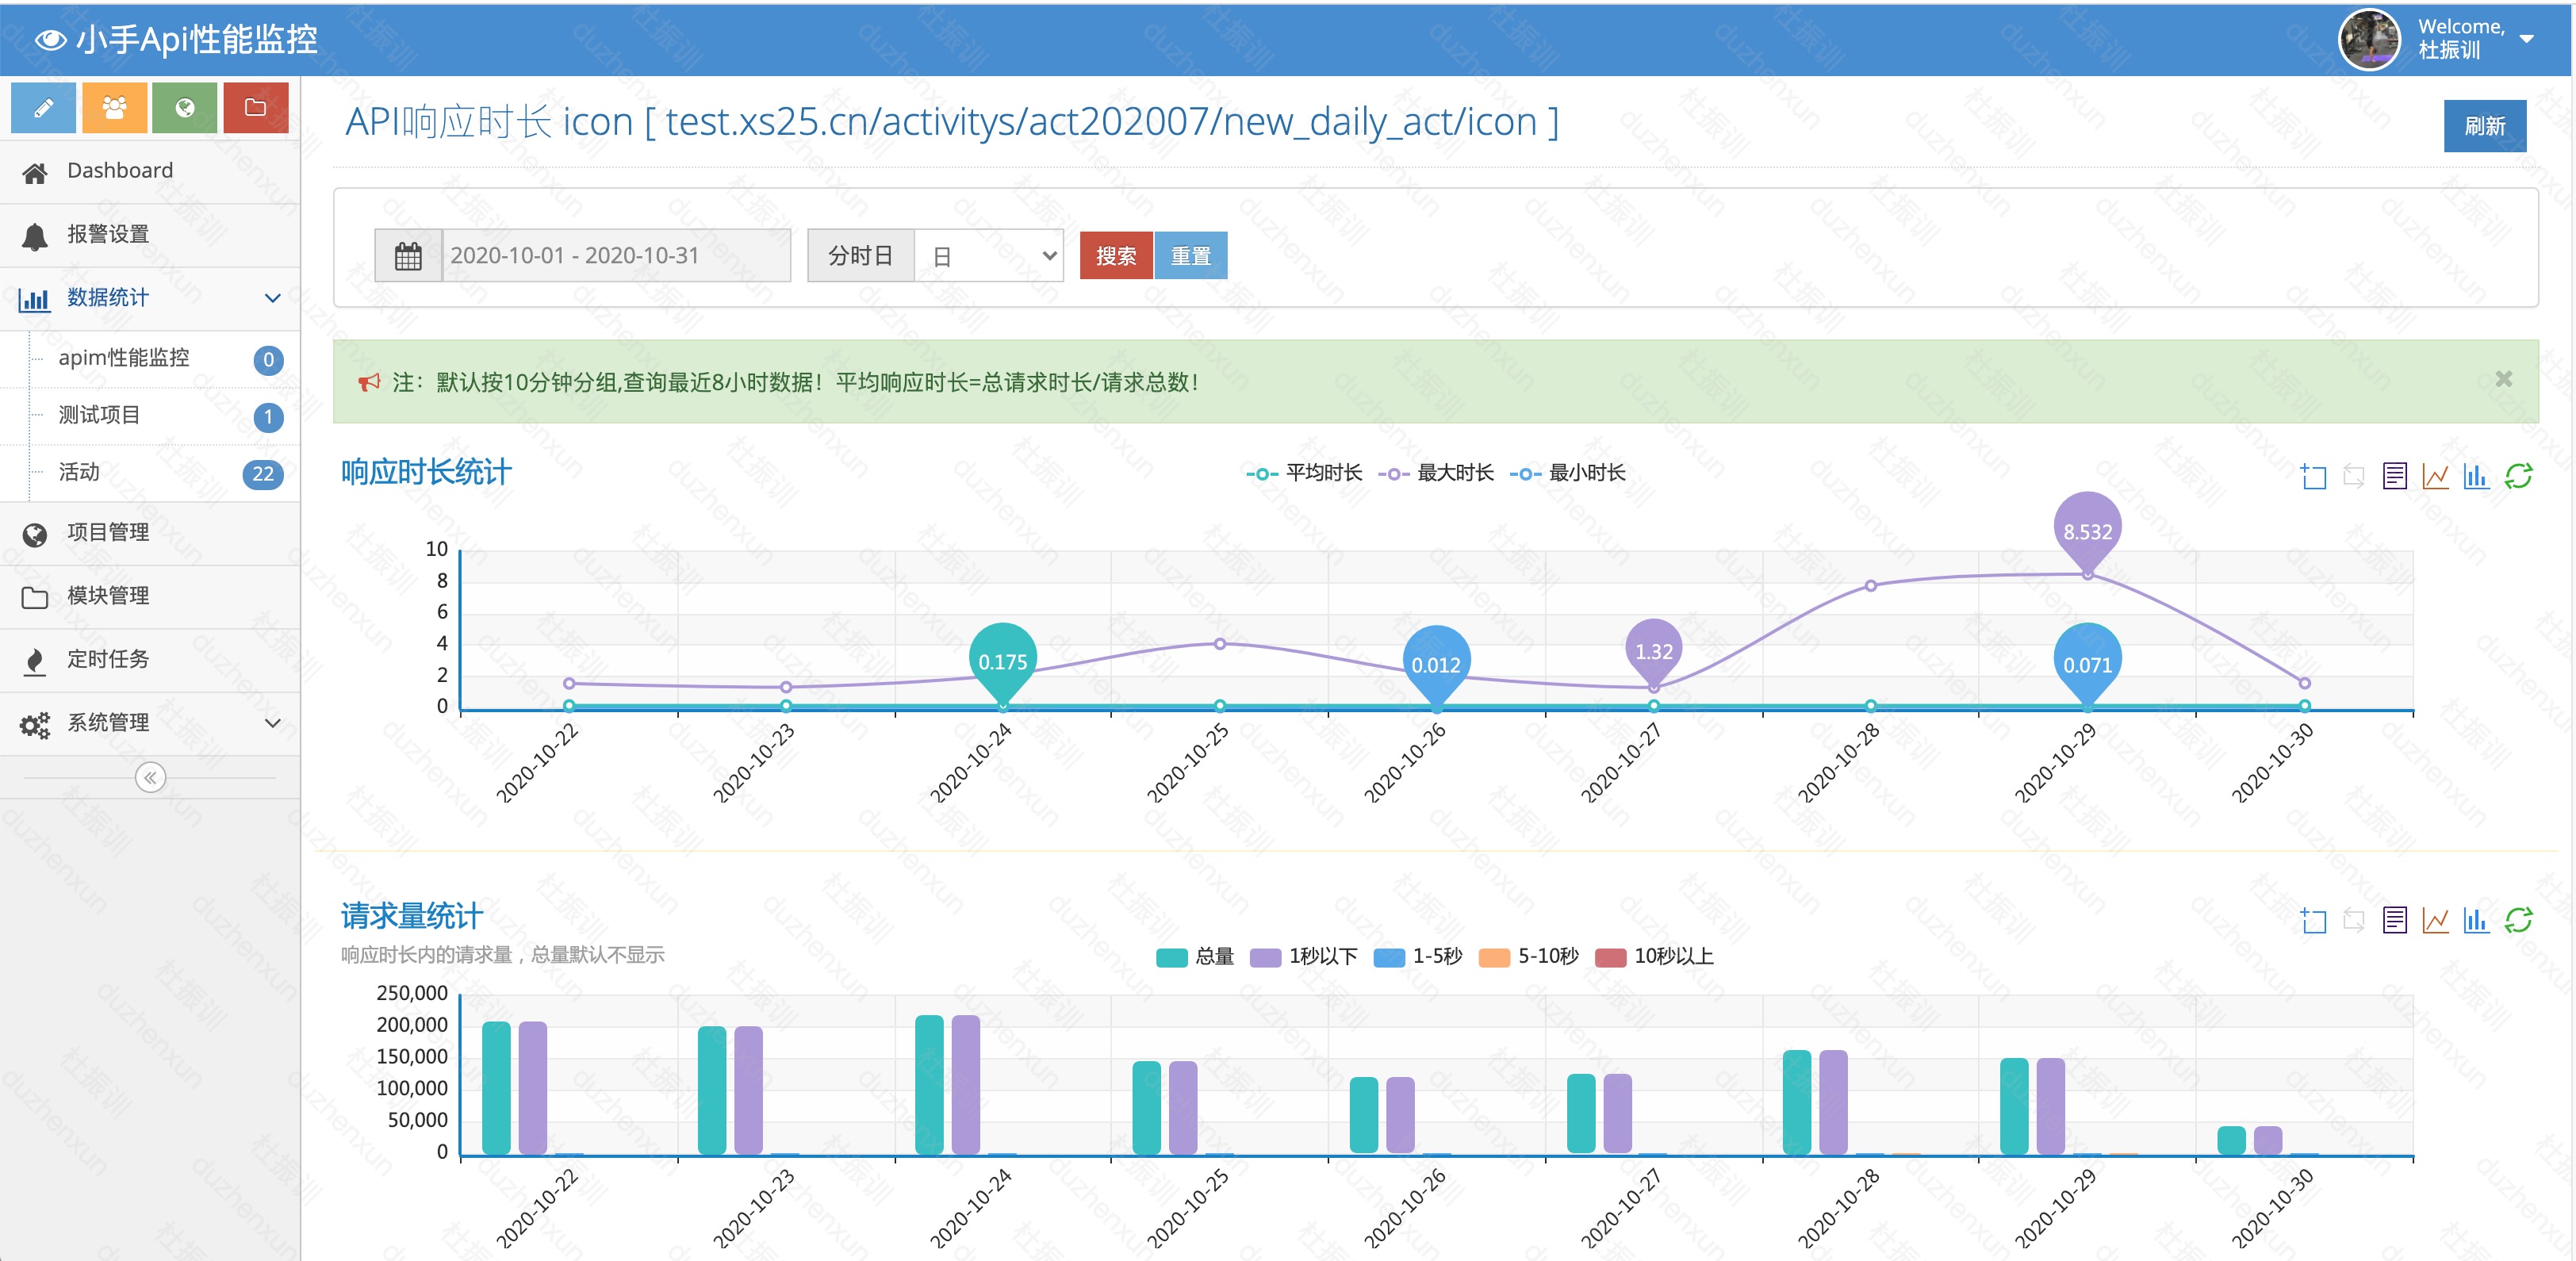 小手Api性能监控
Welcome,
杜振训
Dashboard
报警设置
数据统计
apim性能监控 0
测试项目 1
活动 22
项目管理
模块管理
定时任务
系统管理
API响应时长 icon [ test.xs25.cn/activitys/act202007/new_daily_act/icon ]
刷新
2020-10-01 - 2020-10-31 分时日 日 搜索 重置
注：默认按10分钟分组,查询最近8小时数据！平均响应时长=总请求时长/请求总数！
响应时长统计
平均时长 最大时长 最小时长
10
8
6
4
2
0
0.175
0.012
1.32
8.532
0.071
2020-10-22
2020-10-23
2020-10-24
2020-10-25
2020-10-26
2020-10-27
2020-10-28
2020-10-29
2020-10-30
请求量统计
响应时长内的请求量，总量默认不显示
总量 1秒以下 1-5秒 5-10秒 10秒以上
250,000
200,000
150,000
100,000
50,000
0
2020-10-22
2020-10-23
2020-10-24
2020-10-25
2020-10-26
2020-10-27
2020-10-28
2020-10-29
2020-10-30
杜振训
duzhenxun